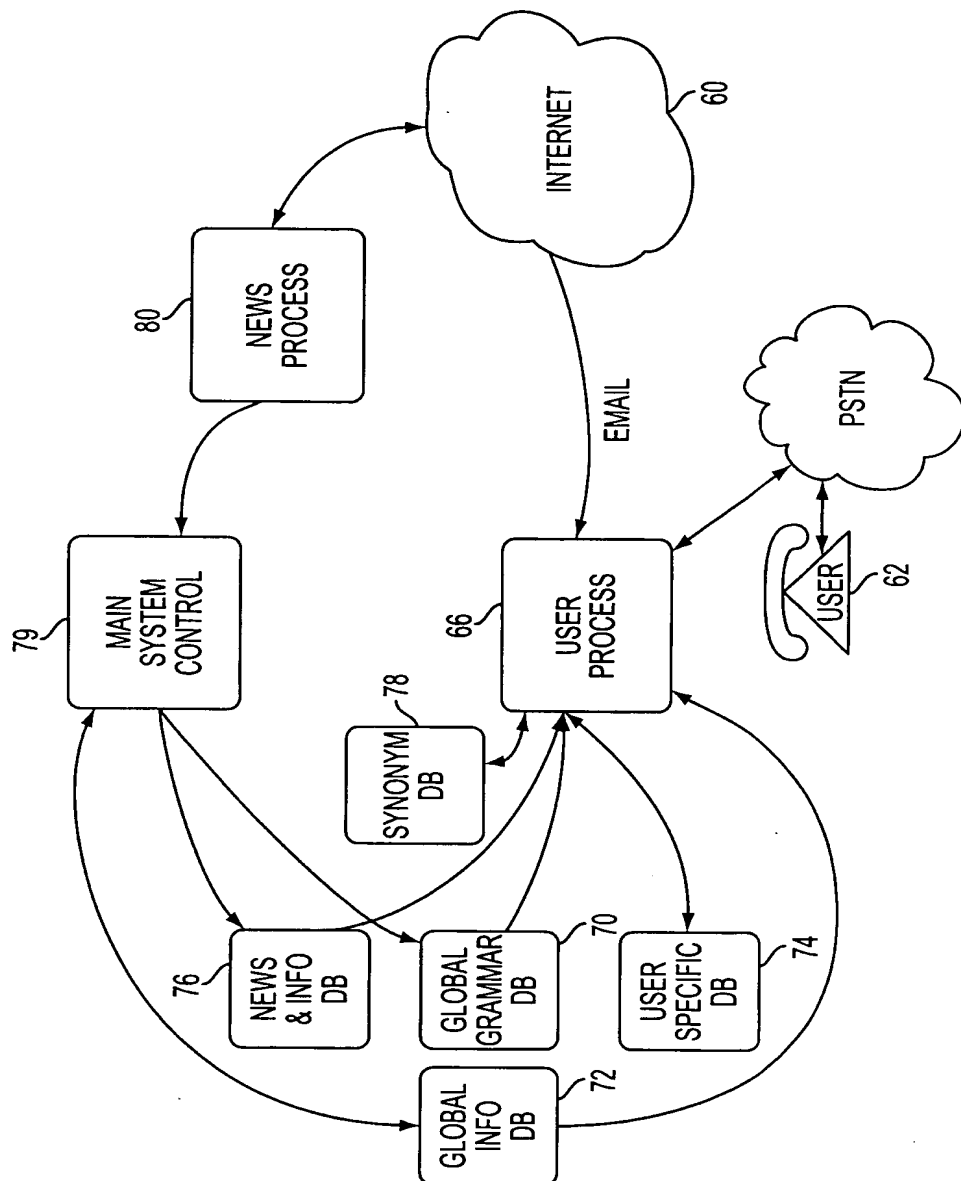 79
MAIN
SYSTEM
CONTROL
80
NEWS
PROCESS
INTERNET
60
EMAIL
76
NEWS
& INFO
DB
78
SYNONYM
DB
66
USER
PROCESS
PSTN
USER
62
GLOBAL
GRAMMAR
DB
70
GLOBAL
INFO
DB
72
USER
SPECIFIC
DB
74